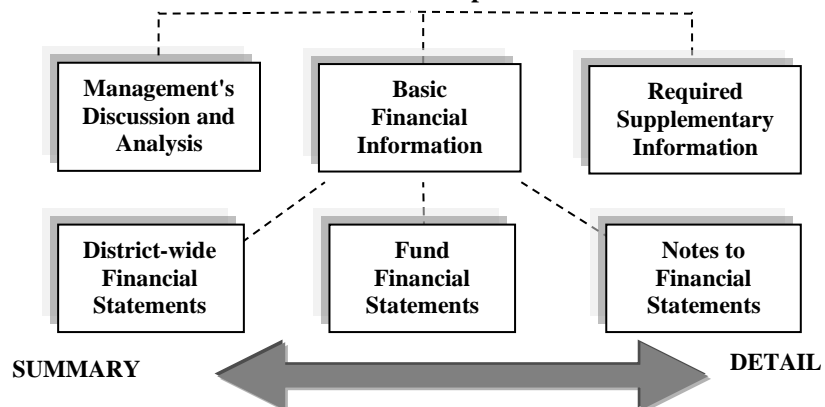 Management's
Discussion and
Analysis
Basic
Financial
Information
Required
Supplementary
Information
District-wide
Financial
Statements
Fund
Financial
Statements
Notes to
Financial
Statements
SUMMARY
DETAIL